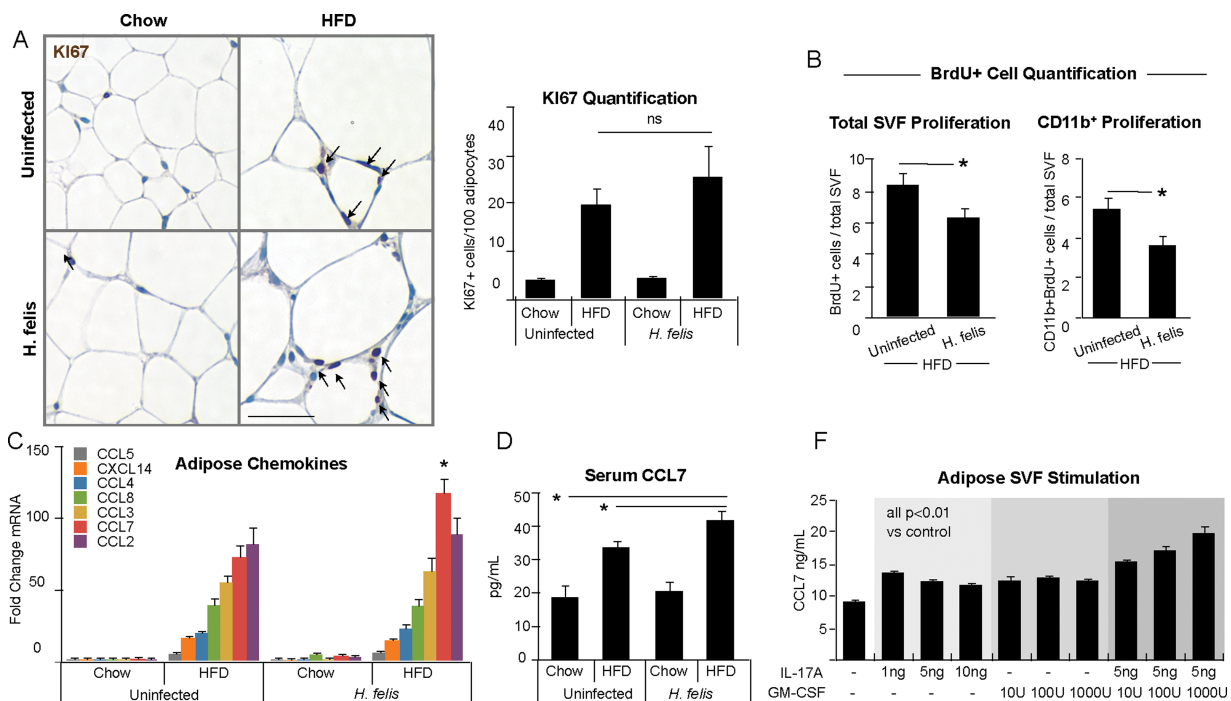 A
Chow
HFD
KI67
Uninfected
H. felis
KI67 Quantification
KI67+ cells/100 adipocytes
40
30
20
10
0
ns
Chow
HFD
Chow
HFD
Uninfected
H. felis
B
BrdU+ Cell Quantification
Total SVF Proliferation
BrdU+ cells / total SVF
10
8
6
4
2
0
*
Uninfected
H. felis
HFD
CD11b+ Proliferation
CD11b+BrdU+ cells / total SVF
8
6
4
2
0
*
Uninfected
H. felis
HFD
C
Adipose Chemokines
Fold Change mRNA
150
100
50
0
CCL5
CXCL14
CCL4
CCL8
CCL3
CCL7
CCL2
*
Chow
HFD
Chow
HFD
Uninfected
H. felis
D
Serum CCL7
pg/mL
50
40
30
20
10
0
*
*
Chow
HFD
Chow
HFD
Uninfected
H. felis
F
Adipose SVF Stimulation
CCL7 ng/mL
25
20
15
10
5
all p<0.01
vs control
IL-17A - 1ng 5ng 10ng - - - 5ng 5ng 5ng
GM-CSF - - - - 10U 100U 1000U 10U 100U 1000U